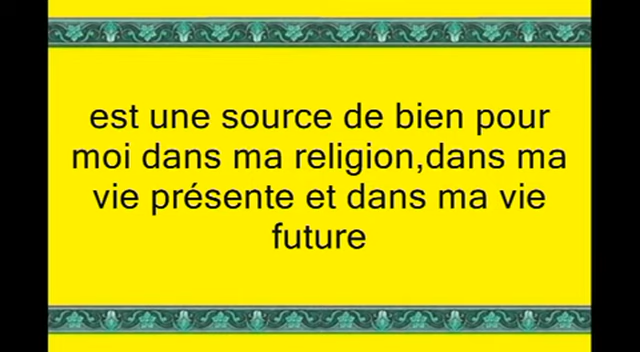 est une source de bien pour
moi dans ma religion,dans ma
vie présente et dans ma vie
future